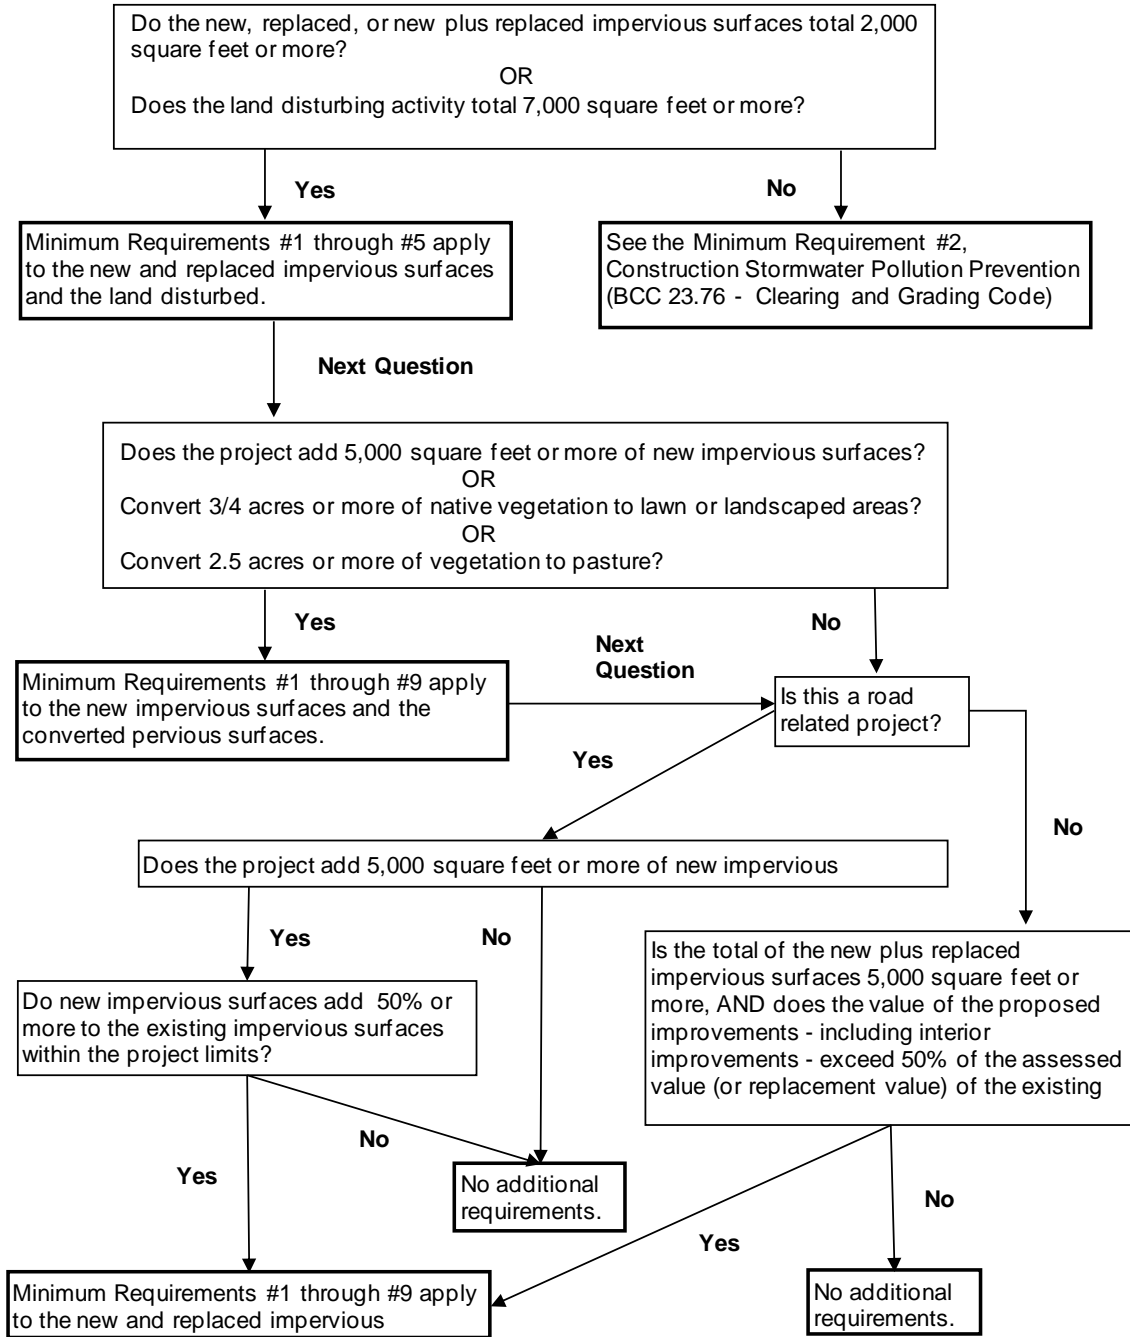 Do the new, replaced, or new plus replaced impervious surfaces total 2,000
square feet or more?
OR
Does the land disturbing activity total 7,000 square feet or more?
Yes
No
Minimum Requirements #1 through #5 apply
to the new and replaced impervious surfaces
and the land disturbed.
See the Minimum Requirement #2,
Construction Stormwater Pollution Prevention
(BCC 23.76 - Clearing and Grading Code)
Next Question
Does the project add 5,000 square feet or more of new impervious surfaces?
OR
Convert 3/4 acres or more of native vegetation to lawn or landscaped areas?
OR
Convert 2.5 acres or more of vegetation to pasture?
Yes
No
Next
Question
Minimum Requirements #1 through #9 apply
to the new impervious surfaces and the
converted pervious surfaces.
Is this a road
related project?
Yes
No
Does the project add 5,000 square feet or more of new impervious
Yes
No
Do new impervious surfaces add 50% or
more to the existing impervious surfaces
within the project limits?
Is the total of the new plus replaced
impervious surfaces 5,000 square feet or
more, AND does the value of the proposed
improvements - including interior
improvements - exceed 50% of the assessed
value (or replacement value) of the existing
No
Yes
No additional
requirements.
No
Yes
Minimum Requirements #1 through #9 apply
to the new and replaced impervious
No additional
requirements.